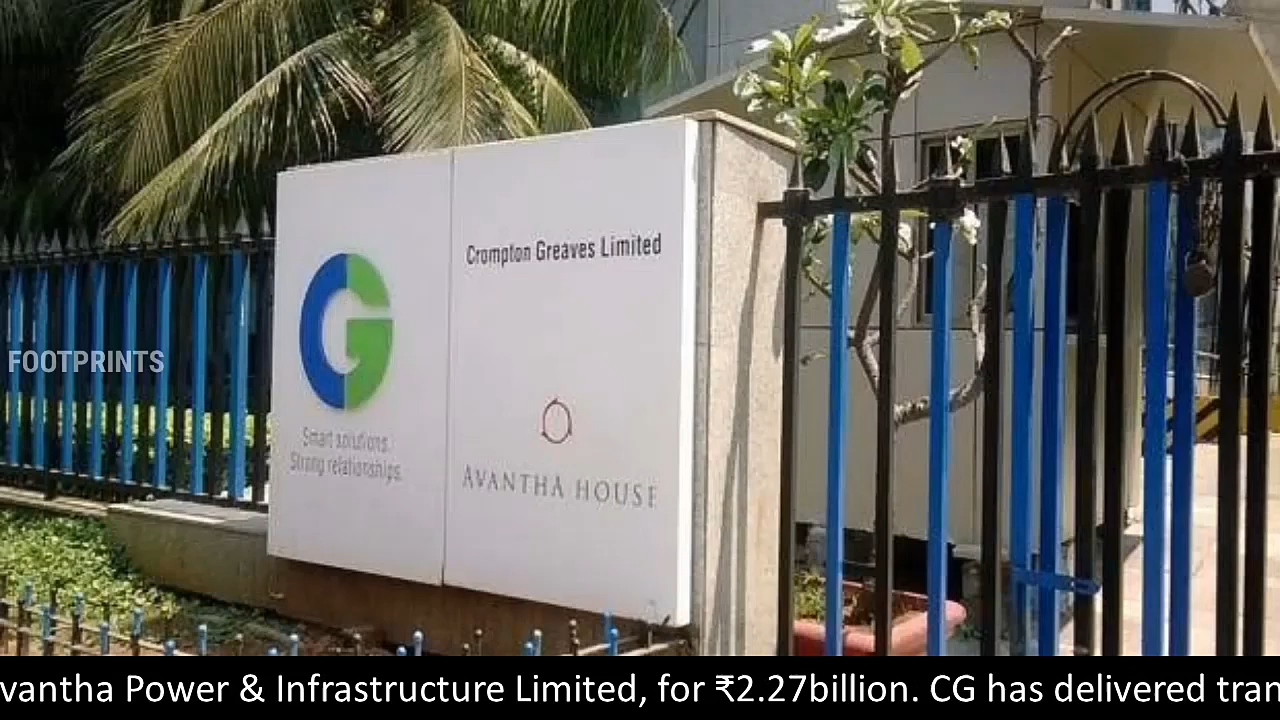 Crompton Greaves Limited
FOOTPRINTS
Smart solutions.
Strong relationships.
AVANTHA HOUSE
vantha Power & Infrastructure Limited, for ₹2.27billion. CG has delivered tran